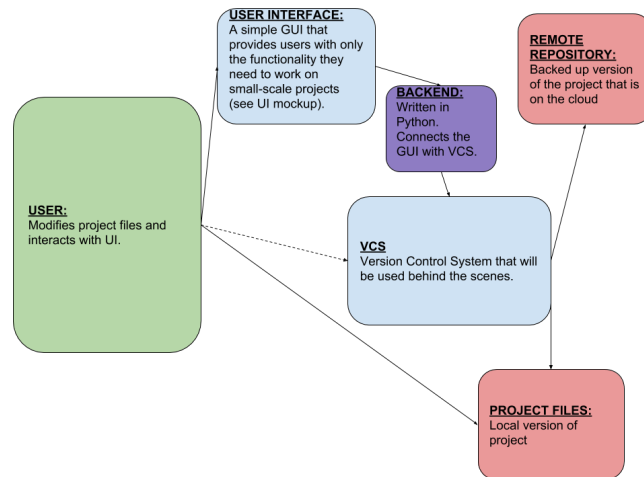 USER INTERFACE:
A simple GUI that
provides users with only
the functionality they
need to work on
small-scale projects
(see UI mockup).
REMOTE
REPOSITORY:
Backed up version
of the project that is
on the cloud
BACKEND:
Written in
Python.
Connects the
GUI with VCS.
USER:
Modifies project files and
interacts with UI.
VCS
Version Control System that will
be used behind the scenes.
PROJECT FILES:
Local version of
project